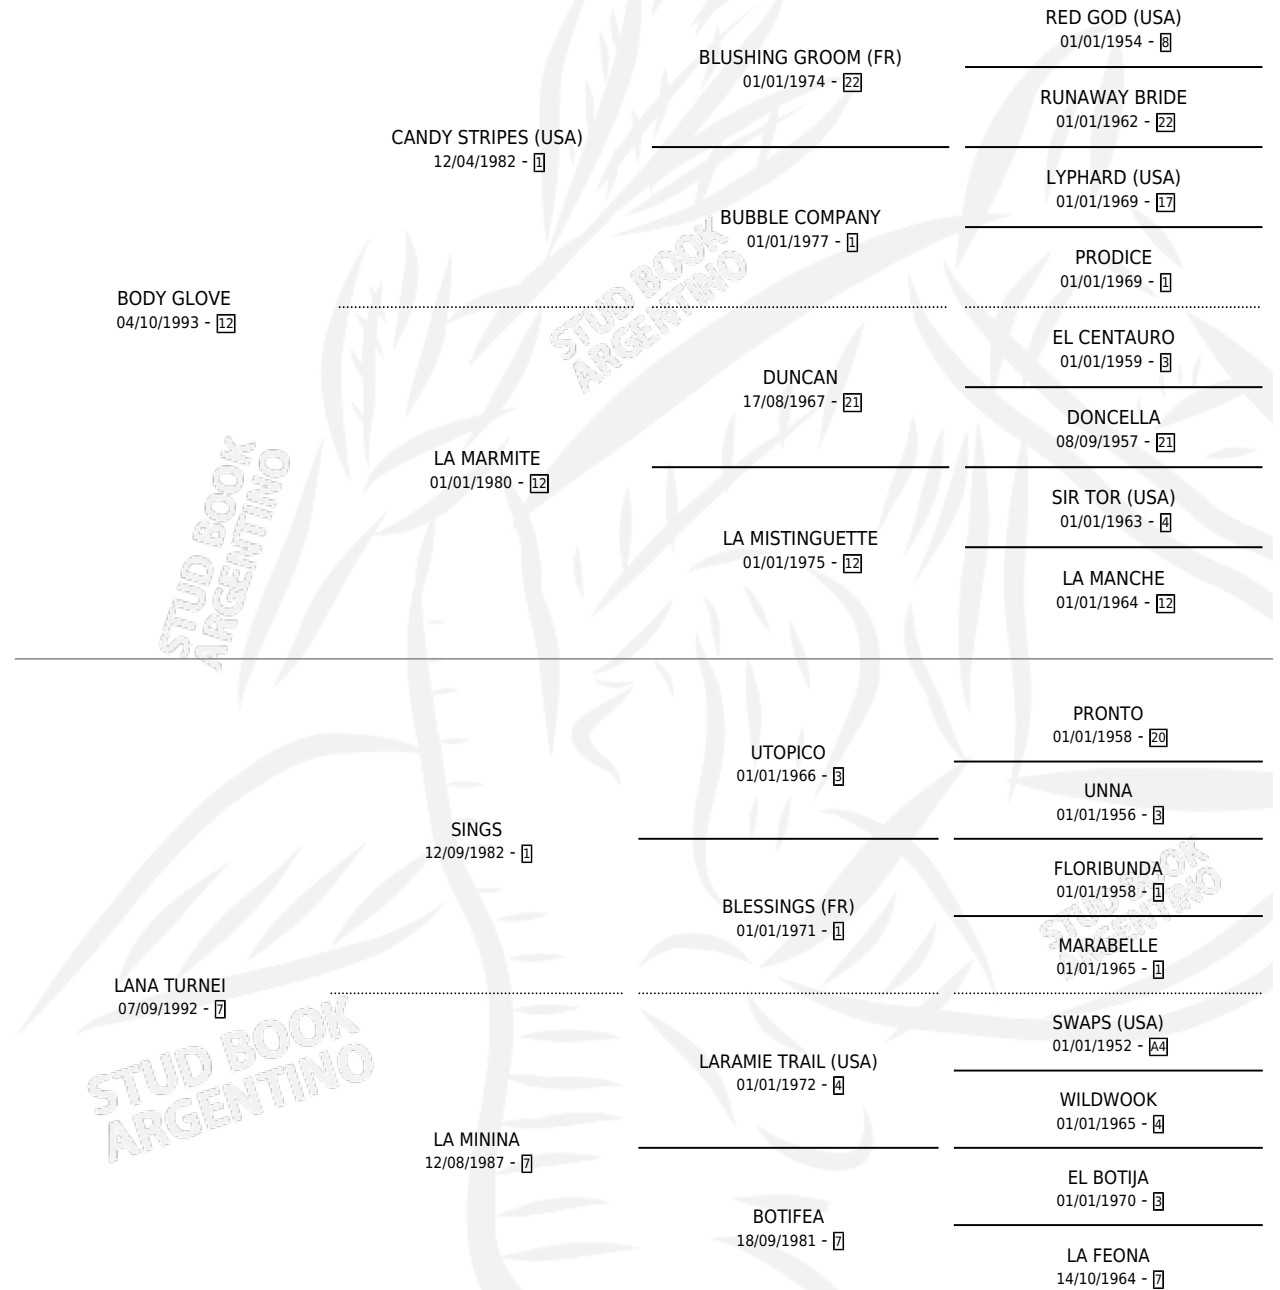 RED GOD (USA)
01/01/1954 - 8
BLUSHING GROOM (FR)
01/01/1974 - 22
RUNAWAY BRIDE
01/01/1962 - 22
CANDY STRIPES (USA)
12/04/1982 - 1
LYPHARD (USA)
01/01/1969 - 17
BUBBLE COMPANY
01/01/1977 - 1
PRODICE
01/01/1969 - 1
BODY GLOVE
04/10/1993 - 12
EL CENTAURO
01/01/1959 - 3
DUNCAN
17/08/1967 - 21
DONCELLA
08/09/1957 - 21
LA MARMITE
01/01/1980 - 12
SIR TOR (USA)
01/01/1963 - 4
LA MISTINGUETTE
01/01/1975 - 12
LA MANCHE
01/01/1964 - 12
PRONTO
01/01/1958 - 20
UTOPICO
01/01/1966 - 3
UNNA
01/01/1956 - 3
SINGS
12/09/1982 - 1
FLORIBUNDA
01/01/1958 - 1
BLESSINGS (FR)
01/01/1971 - 1
MARABELLE
01/01/1965 - 1
LANA TURNEI
07/09/1992 - 7
SWAPS (USA)
01/01/1952 - A4
LARAMIE TRAIL (USA)
01/01/1972 - 4
WILDWOOK
01/01/1965 - 4
LA MININA
12/08/1987 - 7
EL BOTIJA
01/01/1970 - 3
BOTIFEA
18/09/1981 - 7
LA FEONA
14/10/1964 - 7
STUD BOOK
ARGENTINO
STUD BOOK
ARGENTINO
STUD BOOK
ARGENTINO
STUD BOOK
ARGENTINO